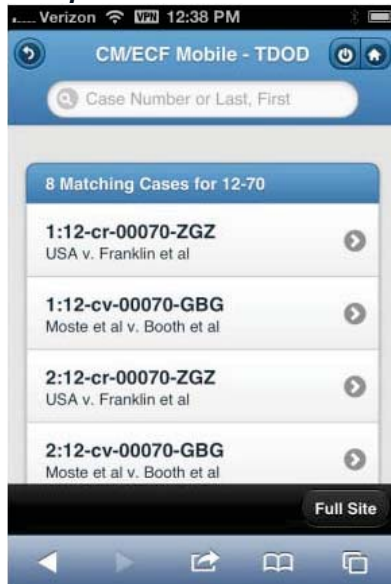 Verizon VPN 12:38 PM
CM/ECF Mobile - TDOD
Case Number or Last, First
8 Matching Cases for 12-70
1:12-cr-00070-ZGZ
USA v. Franklin et al
1:12-cv-00070-GBG
Moste et al v. Booth et al
2:12-cr-00070-ZGZ
USA v. Franklin et al
2:12-cv-00070-GBG
Moste et al v. Booth et al
Full Site